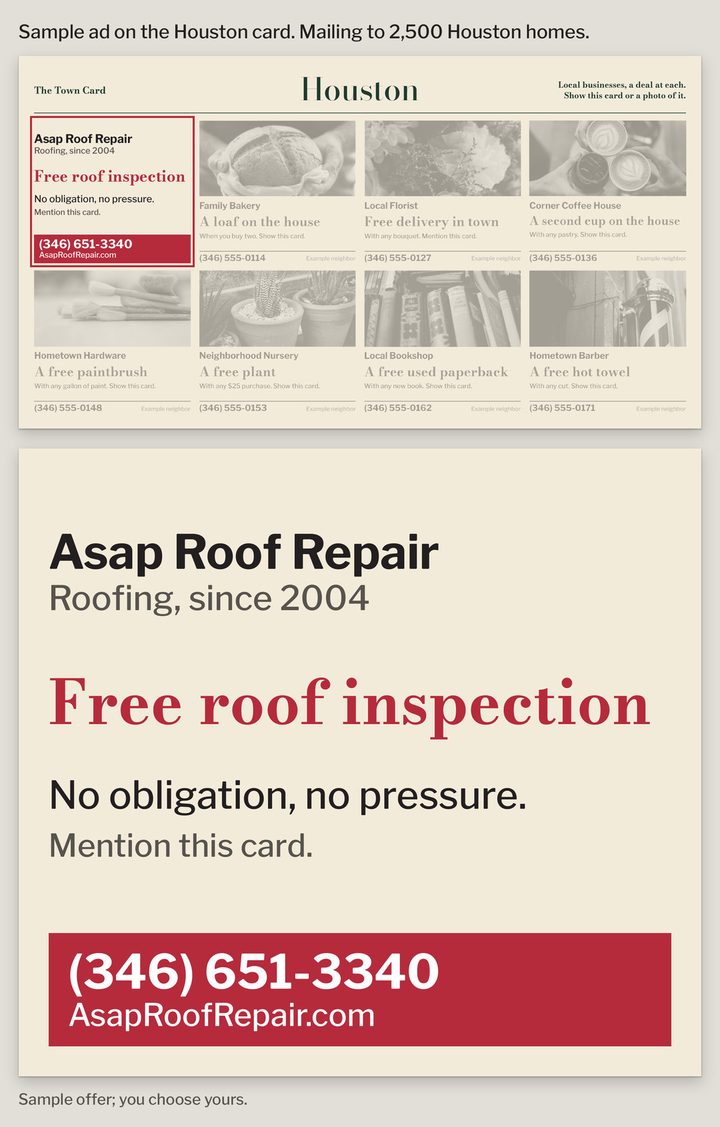 Sample ad on the Houston card. Mailing to 2,500 Houston homes.
The Town Card
Houston
Local businesses, a deal at each.
Show this card or a photo of it.
Asap Roof Repair
Roofing, since 2004
Free roof inspection
No obligation, no pressure.
Mention this card.
(346) 651-3340
AsapRoofRepair.com
Family Bakery
A loaf on the house
When you buy two. Show this card.
(346) 555-0114
Example neighbor
Local Florist
Free delivery in town
With any bouquet. Mention this card.
(346) 555-0127
Example neighbor
Corner Coffee House
A second cup on the house
With any pastry. Show this card.
(346) 555-0136
Example neighbor
Hometown Hardware
A free paintbrush
With any gallon of paint. Show this card.
(346) 555-0148
Example neighbor
Neighborhood Nursery
A free plant
With any $25 purchase. Show this card.
(346) 555-0153
Example neighbor
Local Bookshop
A free used paperback
With any new book. Show this card.
(346) 555-0162
Example neighbor
Hometown Barber
A free hot towel
With any cut. Show this card.
(346) 555-0171
Example neighbor
Asap Roof Repair
Roofing, since 2004
Free roof inspection
No obligation, no pressure.
Mention this card.
(346) 651-3340
AsapRoofRepair.com
Sample offer; you choose yours.